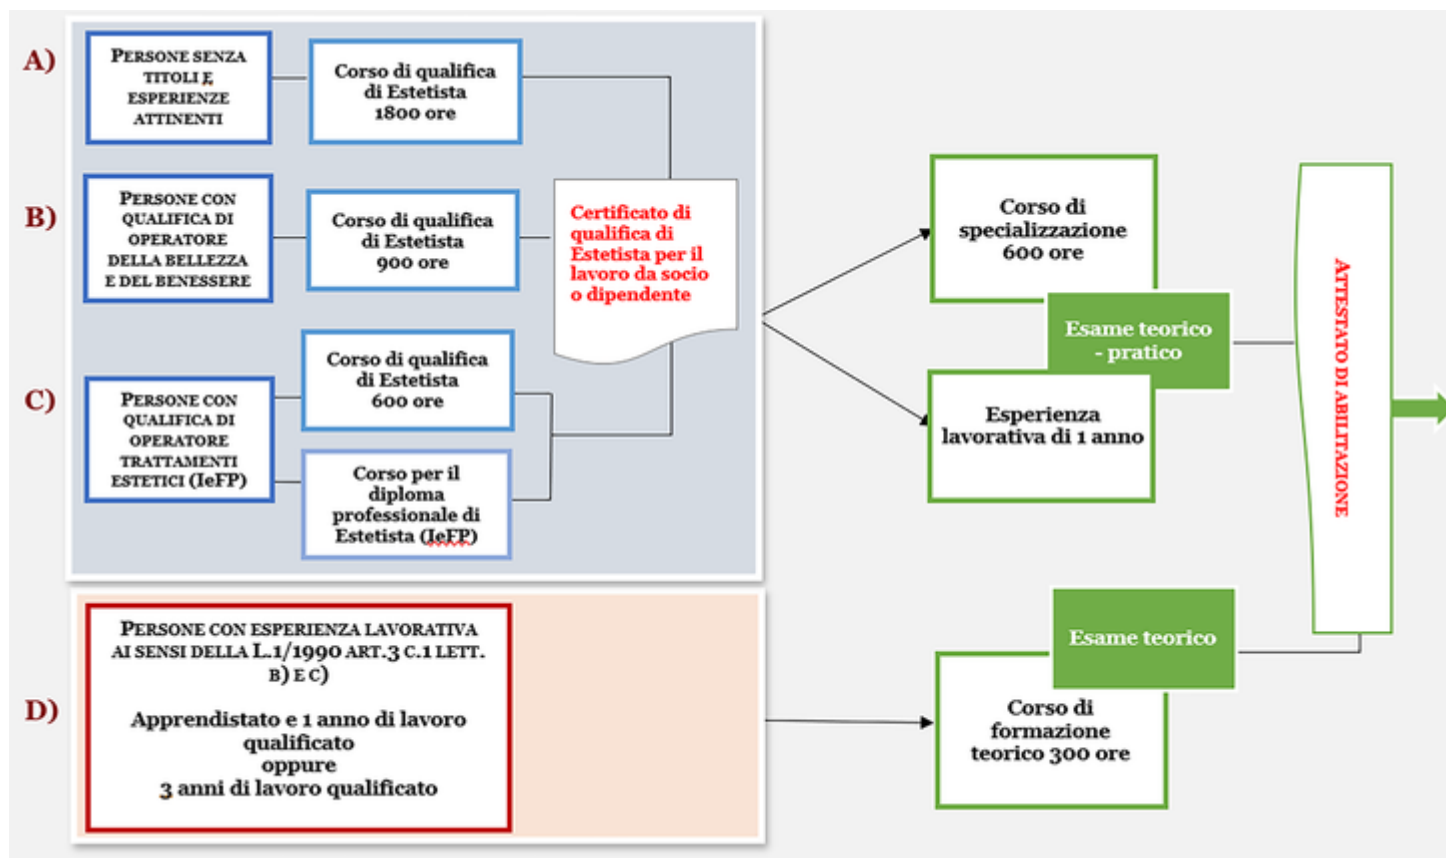 A)
PERSONE SENZA
TITOLI E
ESPERIENZE
ATTINENTI
Corso di qualifica
di Estetista
1800 ore
B)
PERSONE CON
QUALIFICA DI
OPERATORE
DELLA BELLEZZA
E DEL BENESSERE
Corso di qualifica
di Estetista
900 ore
Certificato di
qualifica di
Estetista per il
lavoro da socio
o dipendente
C)
PERSONE CON
QUALIFICA DI
OPERATORE
TRATTAMENTI
ESTETICI (IeFP)
Corso di qualifica
di Estetista
600 ore
Corso per il
diploma
professionale di
Estetista (IeFP)
Corso di
specializzazione
600 ore
Esame teorico
- pratico
Esperienza
lavorativa di 1 anno
ATTESTATO DI ABILITAZIONE
D)
PERSONE CON ESPERIENZA LAVORATIVA
AI SENSI DELLA L.1/1990 ART.3 C.1 LETT.
B) E C)
Apprendistato e 1 anno di lavoro
qualificato
oppure
3 anni di lavoro qualificato
Esame teorico
Corso di
formazione
teorico 300 ore